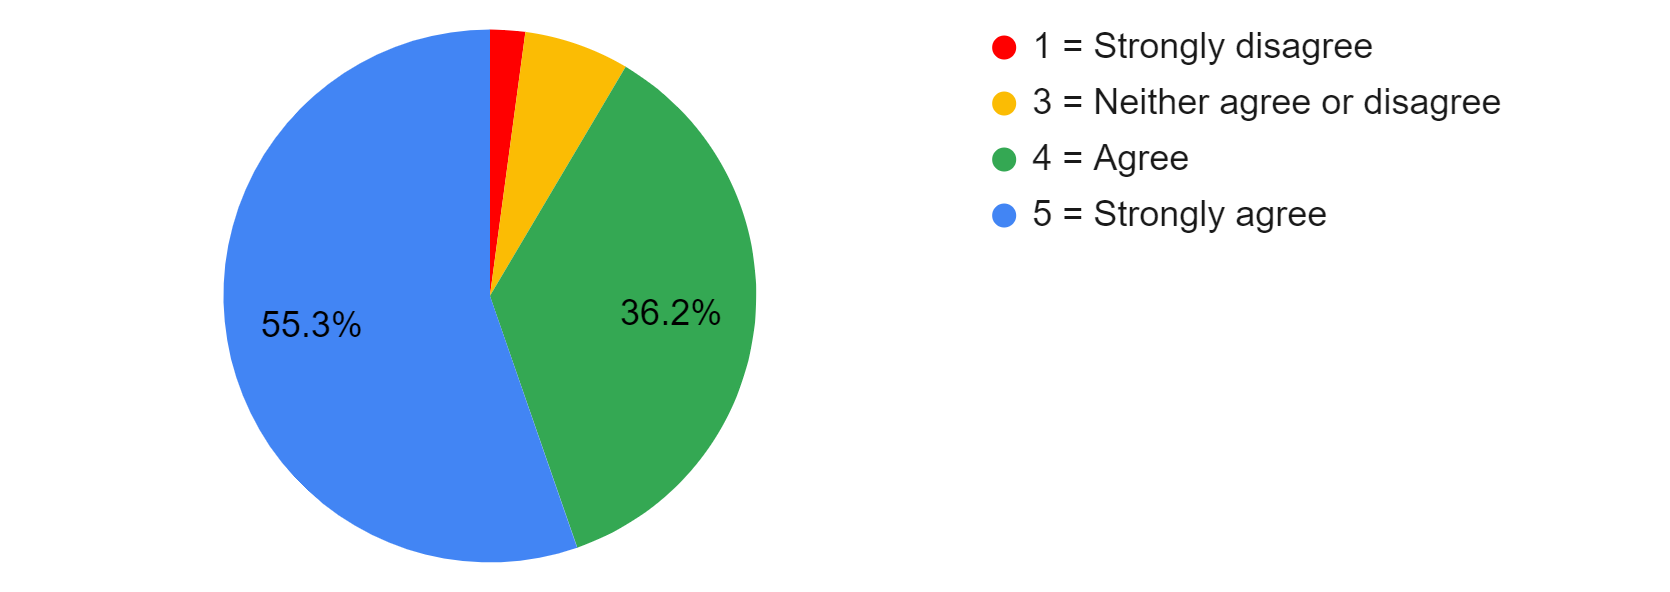 1 = Strongly disagree
3 = Neither agree or disagree
4 = Agree
5 = Strongly agree
55.3%
36.2%